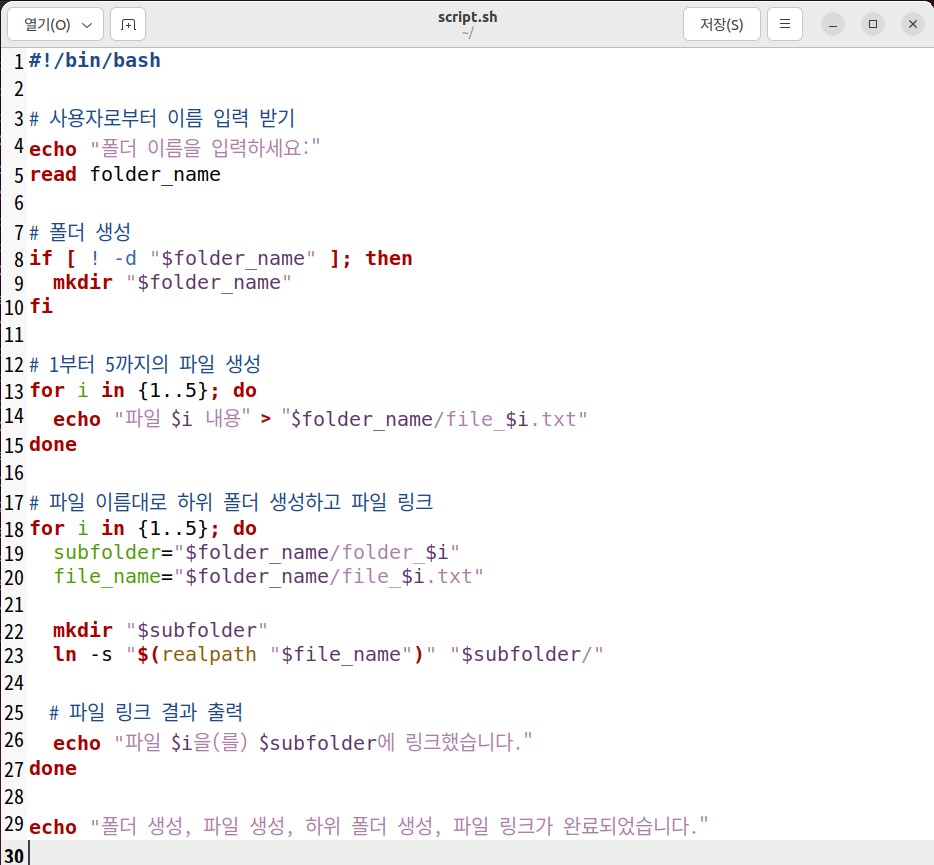 열기(O)
script.sh
~/
저장(S)
1 #!/bin/bash
2
3 # 사용자로부터 이름 입력 받기
4 echo "폴더 이름을 입력하세요:"
5 read folder_name
6
7 # 폴더 생성
8 if [ ! -d "$folder_name" ]; then
9   mkdir "$folder_name"
10 fi
11
12 # 1부터 5까지의 파일 생성
13 for i in {1..5}; do
14   echo "파일 $i 내용" > "$folder_name/file_$i.txt"
15 done
16
17 # 파일 이름대로 하위 폴더 생성하고 파일 링크
18 for i in {1..5}; do
19   subfolder="$folder_name/folder_$i"
20   file_name="$folder_name/file_$i.txt"
21
22   mkdir "$subfolder"
23   ln -s "$(realpath "$file_name")" "$subfolder/"
24
25   # 파일 링크 결과 출력
26   echo "파일 $i을(를) $subfolder에 링크했습니다."
27 done
28
29 echo "폴더 생성, 파일 생성, 하위 폴더 생성, 파일 링크가 완료되었습니다."
30